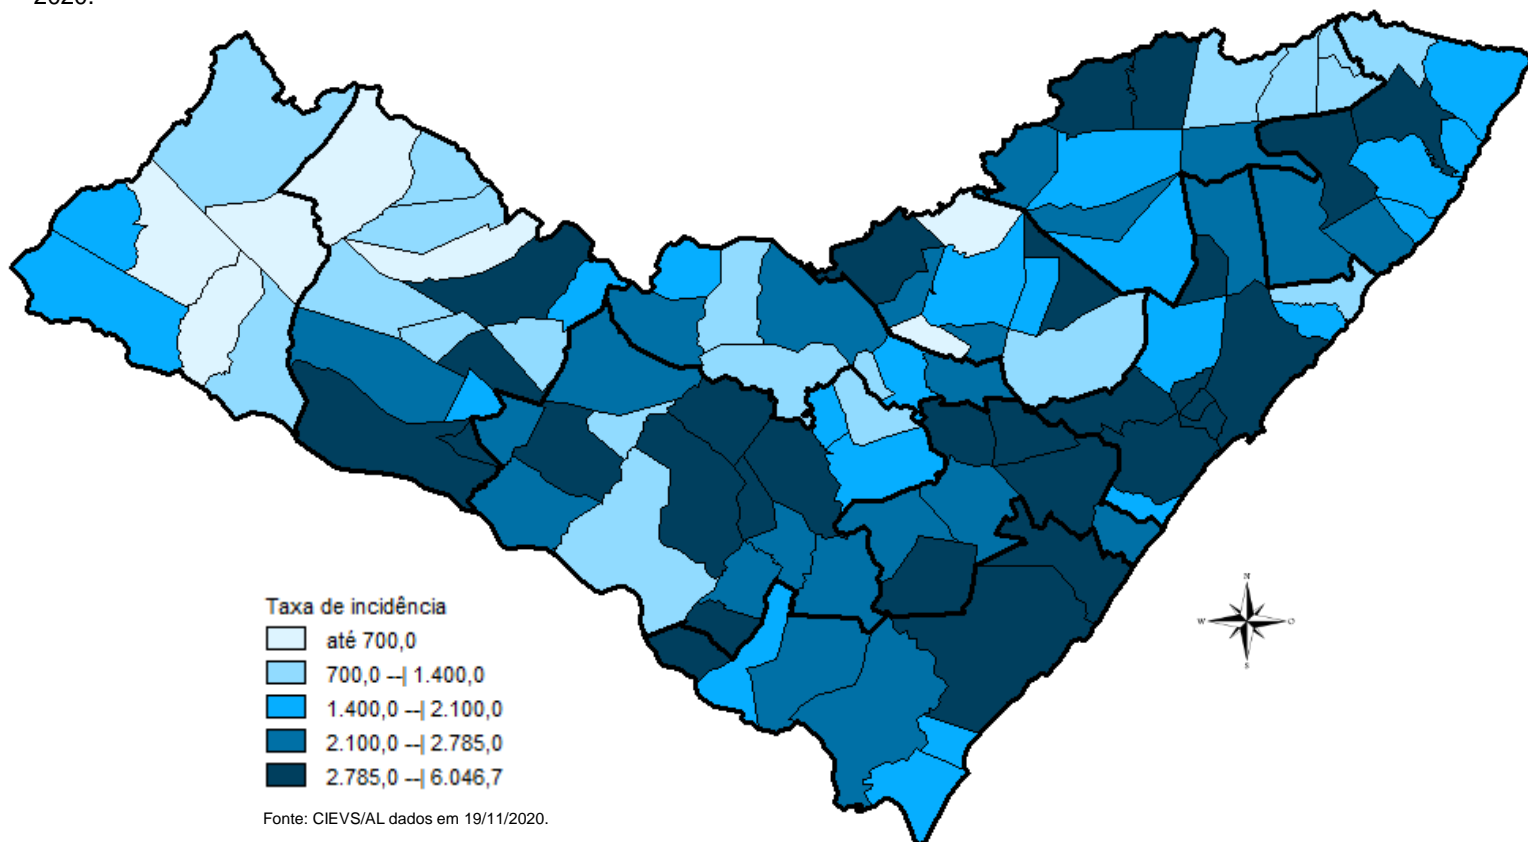 2020.
N
W
O
S
Taxa de incidência
até 700,0
700,0 --| 1.400,0
1.400,0 --| 2.100,0
2.100,0 --| 2.785,0
2.785,0 --| 6.046,7
Fonte: CIEVS/AL dados em 19/11/2020.